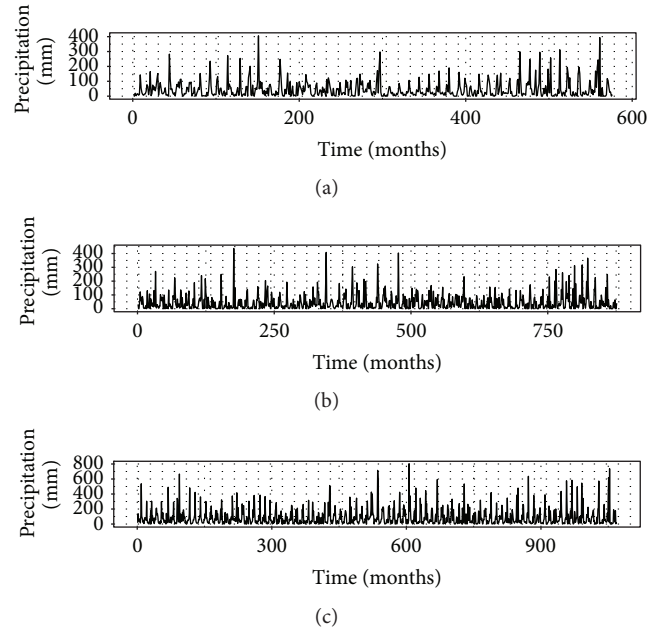 Precipitation
(mm)
400
300
200
100
0
0 200 400 600
Time (months)
(a)
Precipitation
(mm)
400
300
200
100
0
0 250 500 750
Time (months)
(b)
Precipitation
(mm)
800
600
400
200
0
0 300 600 900
Time (months)
(c)